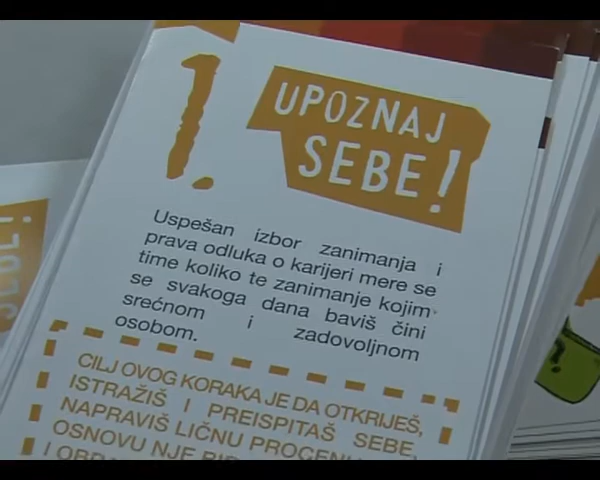 1.
UPOZNAJ
SEBE!
Uspešan izbor zanimanja i
prava odluka o karijeri mere se
time koliko te zanimanje kojim
se svakoga dana baviš čini
srećnom i zadovoljnom
osobom.
CILJ OVOG KORAKA JE DA OTKRIJEŠ,
ISTRAŽIŠ I PREISPITAŠ SEBE,
NAPRAVIŠ LIČNU
OSNOVU NJE
I
SEBE!